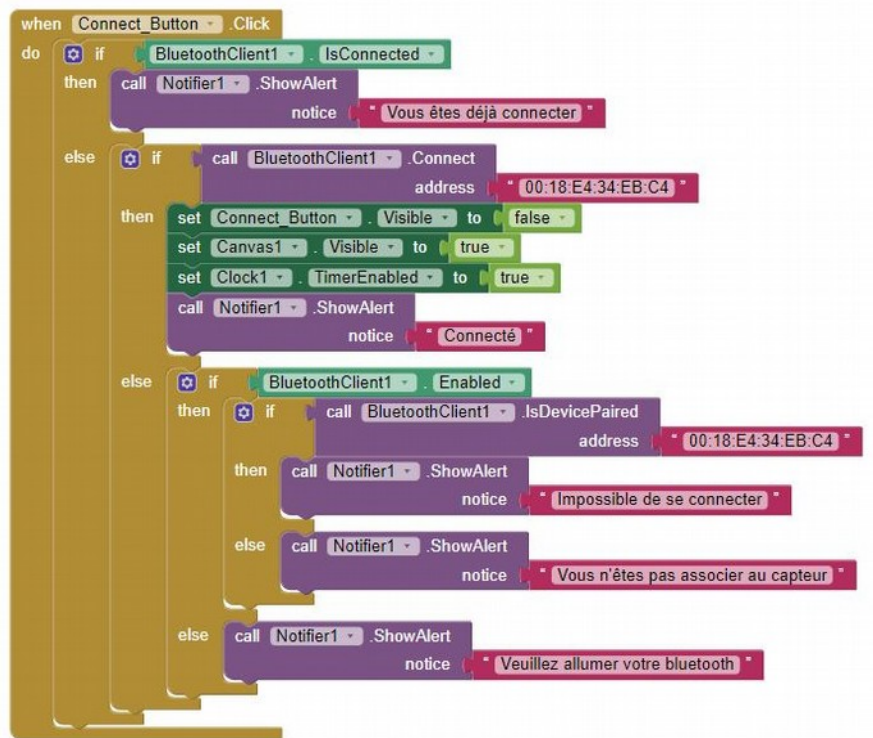 when Connect_Button .Click
do if BluetoothClient1 . IsConnected
then call Notifier1 .ShowAlert
notice " Vous êtes déjà connecter "
else if call BluetoothClient1 .Connect
address " 00:18:E4:34:EB:C4 "
then set Connect_Button . Visible to false
set Canvas1 . Visible to true
set Clock1 . TimerEnabled to true
call Notifier1 .ShowAlert
notice " Connecté "
else if BluetoothClient1 . Enabled
then if call BluetoothClient1 .IsDevicePaired
address " 00:18:E4:34:EB:C4 "
then call Notifier1 .ShowAlert
notice " Impossible de se connecter "
else call Notifier1 .ShowAlert
notice " Vous n'êtes pas associer au capteur "
else call Notifier1 .ShowAlert
notice " Veuillez allumer votre bluetooth "